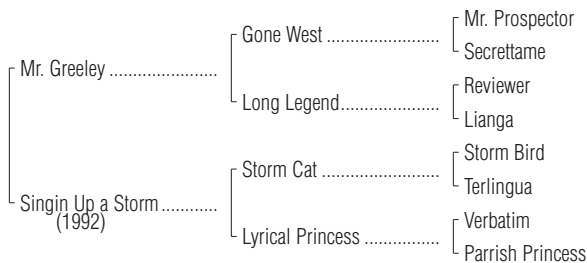 Mr. Prospector
Gone West ......................
Secrettame
Mr. Greeley ......................
Reviewer
Long Legend....................
Lianga
Storm Bird
Storm Cat .......................
Terlingua
Singin Up a Storm ...........
(1992)
Verbatim
Lyrical Princess ...............
Parrish Princess